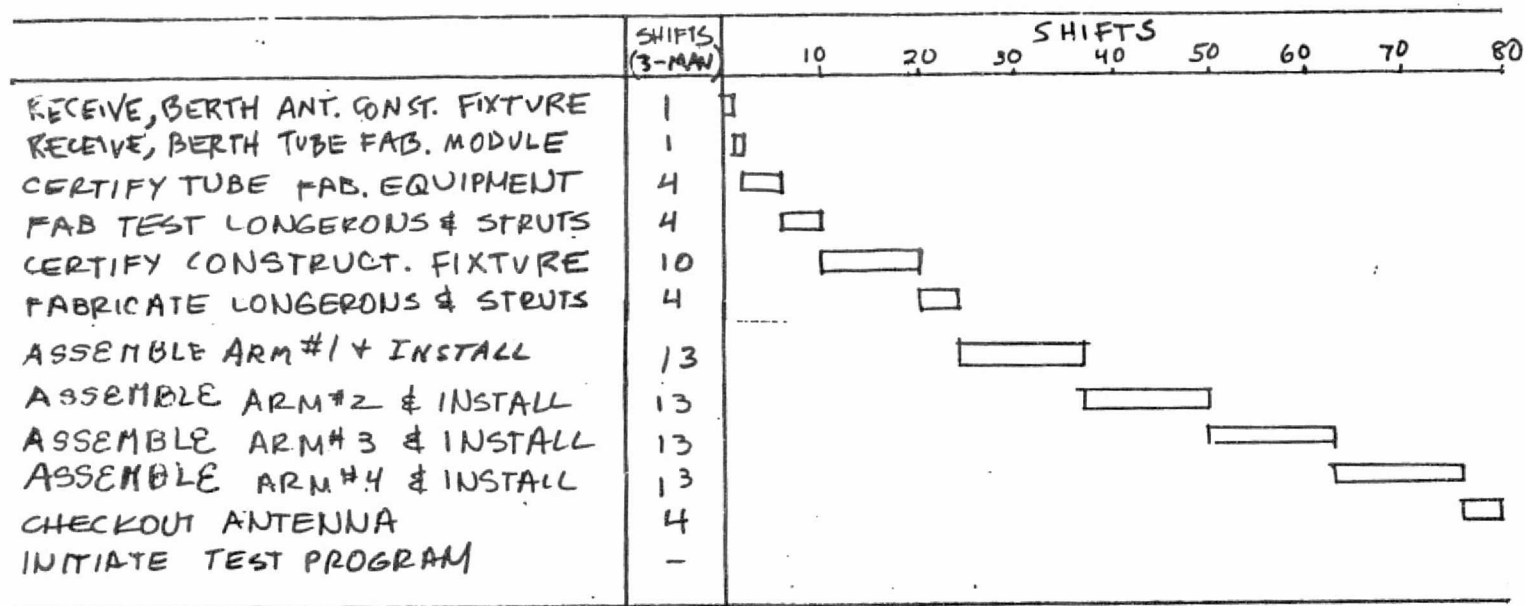 SHIFTS (3-MAN)
SHIFTS
10 20 30 40 50 60 70 80
RECEIVE, BERTH ANT. CONST. FIXTURE 1
RECEIVE, BERTH TUBE FAB. MODULE 1
CERTIFY TUBE FAB. EQUIPMENT 4
FAB TEST LONGERONS & STRUTS 4
CERTIFY CONSTRUCT. FIXTURE 10
FABRICATE LONGERONS & STRUTS 4
ASSEMBLE ARM #1 & INSTALL 13
ASSEMBLE ARM #2 & INSTALL 13
ASSEMBLE ARM #3 & INSTALL 13
ASSEMBLE ARM #4 & INSTALL 13
CHECKOUT ANTENNA 4
INITIATE TEST PROGRAM -